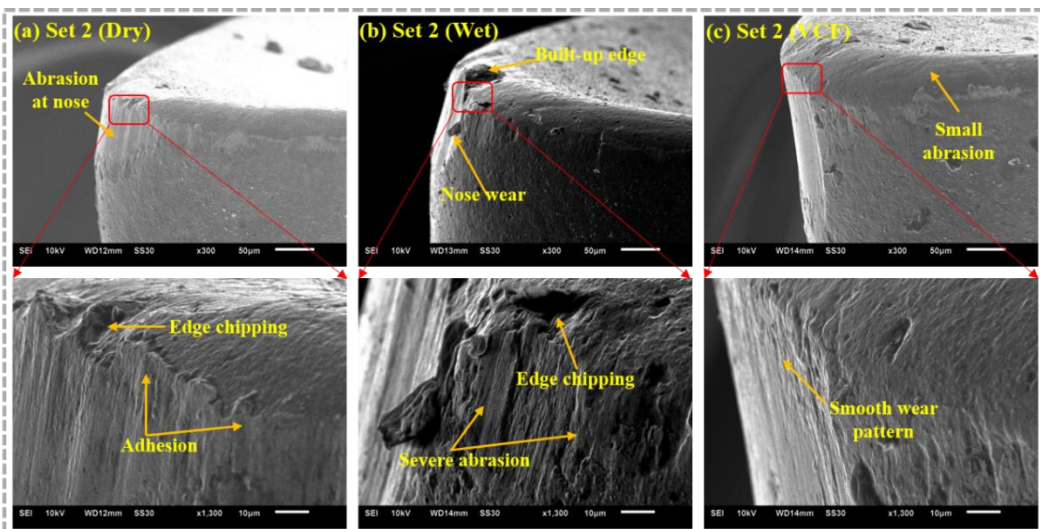 (a) Set 2 (Dry)
Abrasion
at nose
SEI 10kV WD12mm SS30 x300 50µm
(b) Set 2 (Wet)
Built-up edge
Nose wear
SEI 10kV WD13mm SS30 x300 50µm
(c) Set 2 (VCF)
Small
abrasion
SEI 10kV WD14mm SS30 x300 50µm
Edge chipping
Adhesion
SEI 10kV WD12mm SS30 x1,300 10µm
Edge chipping
Severe abrasion
SEI 10kV WD14mm SS30 x1,300 10µm
Smooth wear
pattern
SEI 10kV WD14mm SS30 x1,300 10µm